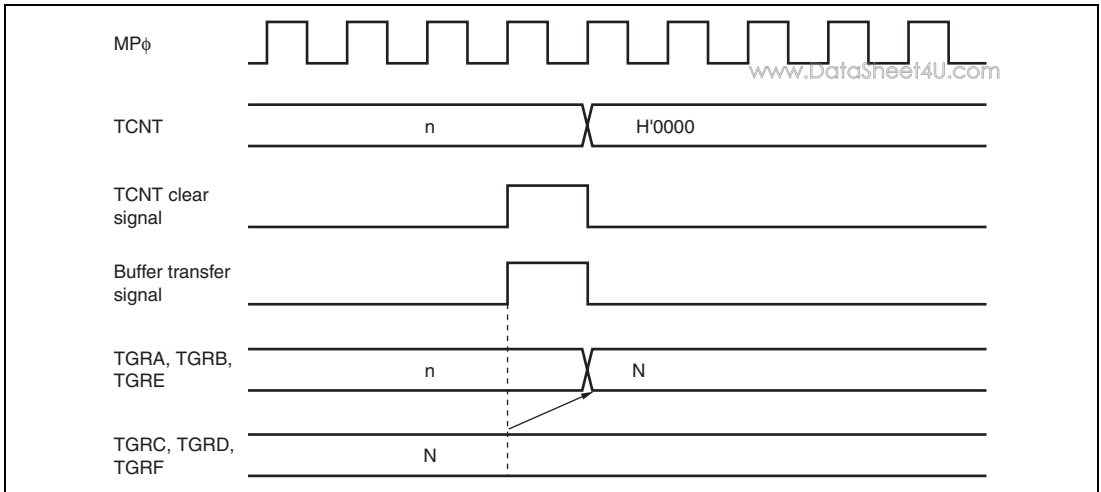 MPφ
www.DataSheet4U.com
TCNT
n
H'0000
TCNT clear
signal
Buffer transfer
signal
TGRA, TGRB,
TGRE
n
N
TGRC, TGRD,
TGRF
N